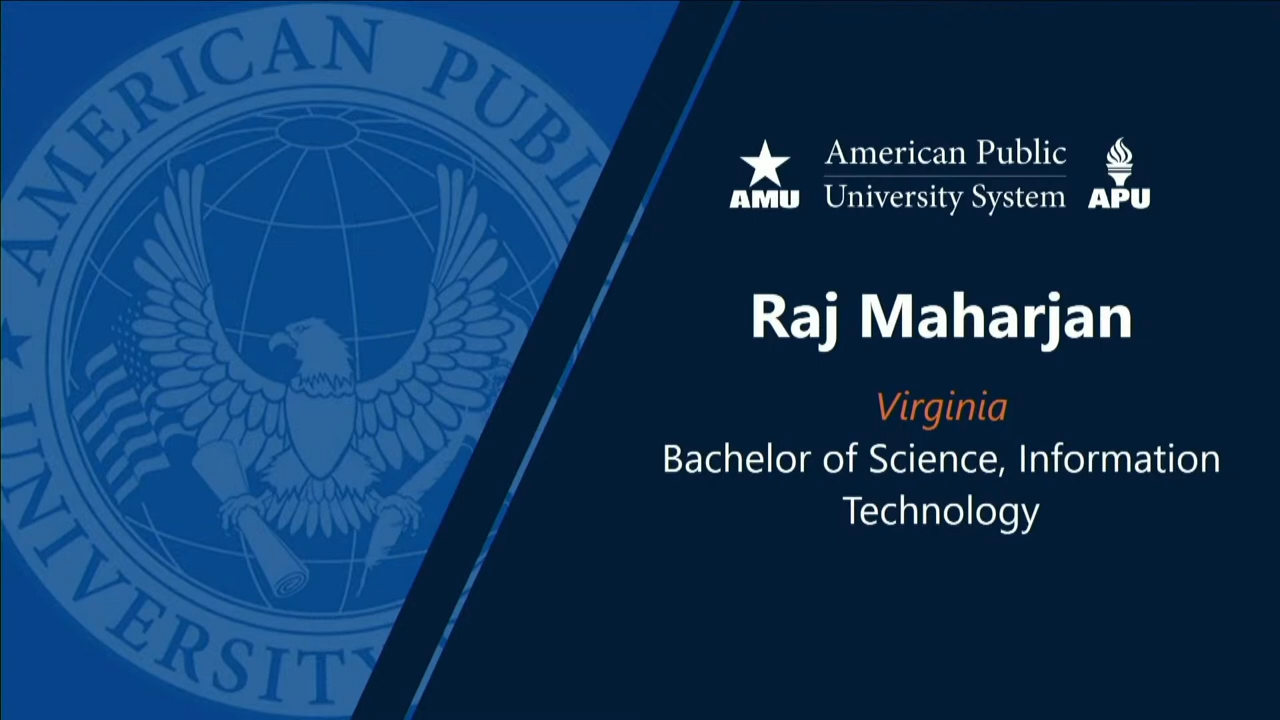 AMERICAN PUBLI
UNIVERSITY
AMU
American Public
University System
APU
Raj Maharjan
Virginia
Bachelor of Science, Information
Technology